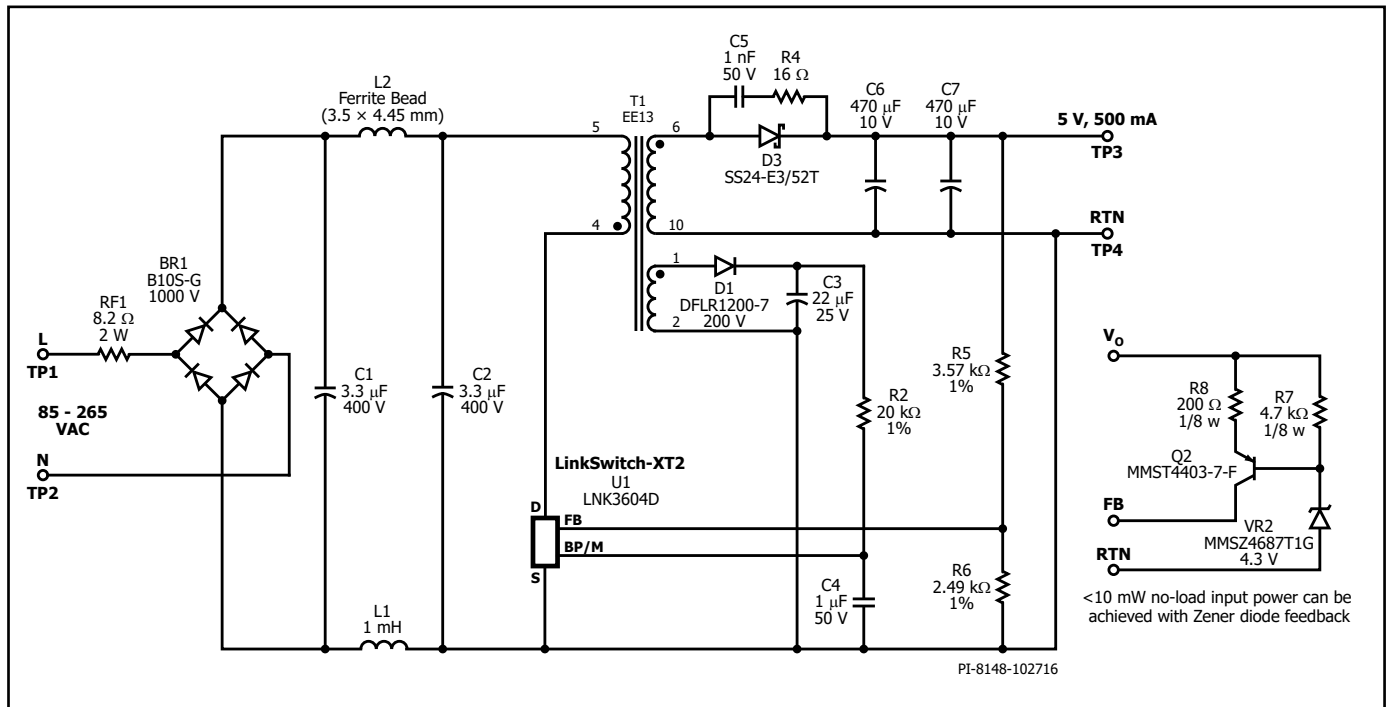 L2
Ferrite Bead
(3.5 × 4.45 mm)
C5
1 nF
50 V
R4
16 Ω
T1
EE13
5
4
6
10
1
2
D3
SS24-E3/52T
C6
470 µF
10 V
C7
470 µF
10 V
5 V, 500 mA
TP3
RTN
TP4
BR1
B10S-G
1000 V
RF1
8.2 Ω
2 W
L
TP1
85 - 265
VAC
N
TP2
C1
3.3 µF
400 V
C2
3.3 µF
400 V
D1
DFLR1200-7
200 V
C3
22 µF
25 V
R2
20 kΩ
1%
R5
3.57 kΩ
1%
LinkSwitch-XT2
U1
LNK3604D
D
FB
BP/M
S
C4
1 µF
50 V
R6
2.49 kΩ
1%
L1
1 mH
VO
R8
200 Ω
1/8 w
R7
4.7 kΩ
1/8 w
Q2
MMST4403-7-F
FB
VR2
MMSZ4687T1G
4.3 V
RTN
<10 mW no-load input power can be
achieved with Zener diode feedback
PI-8148-102716